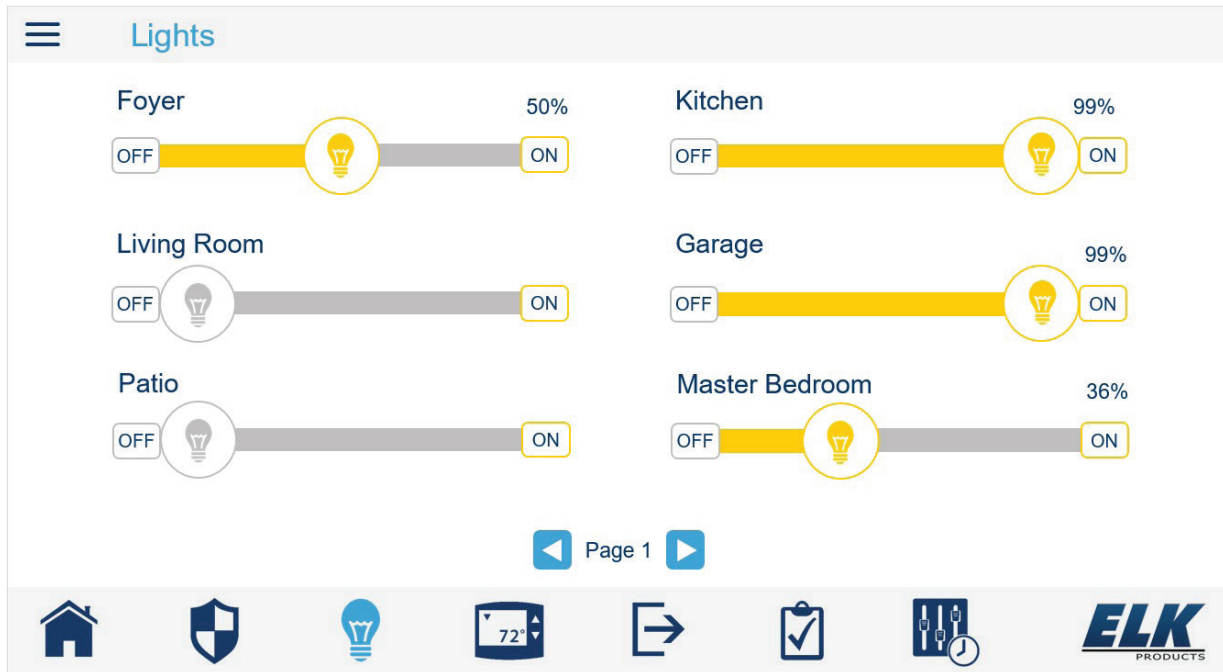 Lights
Foyer 50%
OFF ON
Kitchen 99%
OFF ON
Living Room
OFF ON
Garage 99%
OFF ON
Patio
OFF ON
Master Bedroom 36%
OFF ON
Page 1
72°
ELK
PRODUCTS